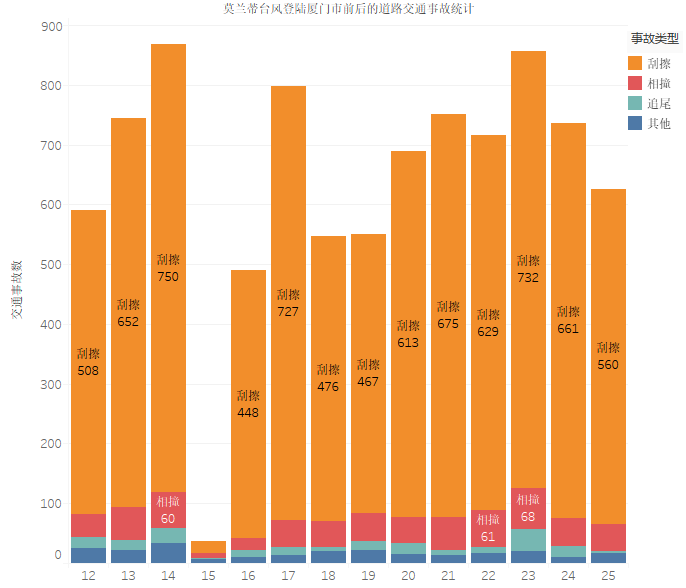 莫兰蒂台风登陆厦门市前后的道路交通事故统计
事故类型
刮擦
相撞
追尾
其他
交通事故数
900
800
700
600
500
400
300
200
100
0
刮擦
508
刮擦
652
刮擦
750
相撞
60
刮擦
448
刮擦
727
刮擦
476
刮擦
467
刮擦
613
刮擦
675
刮擦
629
相撞
61
刮擦
732
相撞
68
刮擦
661
刮擦
560
12 13 14 15 16 17 18 19 20 21 22 23 24 25